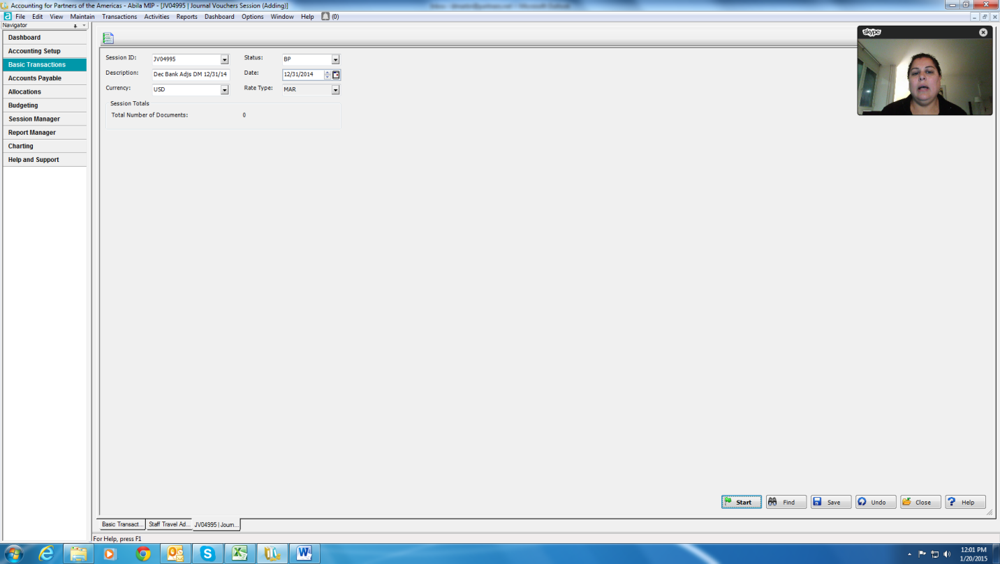 Accounting for Partners of the Americas - Abila MIP - [JV04995 | Journal Vouchers Session (Adding)]
File Edit View Maintain Transactions Activities Reports Dashboard Options Window Help (0)
Navigator
Dashboard
Accounting Setup
Basic Transactions
Accounts Payable
Allocations
Budgeting
Session Manager
Report Manager
Charting
Help and Support
Session ID: JV04995 Status: BP
Description: Dec Bank Adjs DM 12/31/14 Date: 12/31/2014
Currency: USD Rate Type: MAR
Session Totals
Total Number of Documents: 0
skype
Start Find Save Undo Close Help
Basic Transact... Staff Travel Ad... JV04995 | Journ...
For Help, press F1
12:01 PM
1/20/2015